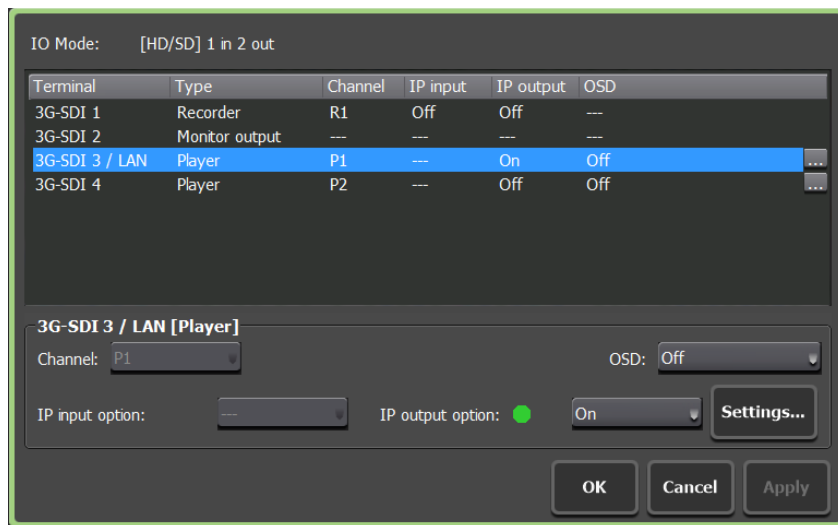 IO Mode: [HD/SD] 1 in 2 out
Terminal Type Channel IP input IP output OSD
3G-SDI 1 Recorder R1 Off Off ---
3G-SDI 2 Monitor output --- --- --- ---
3G-SDI 3 / LAN Player P1 --- On Off ...
3G-SDI 4 Player P2 --- Off Off ...
3G-SDI 3 / LAN [Player]
Channel: P1 OSD: Off
IP input option: --- IP output option: On Settings...
OK Cancel Apply